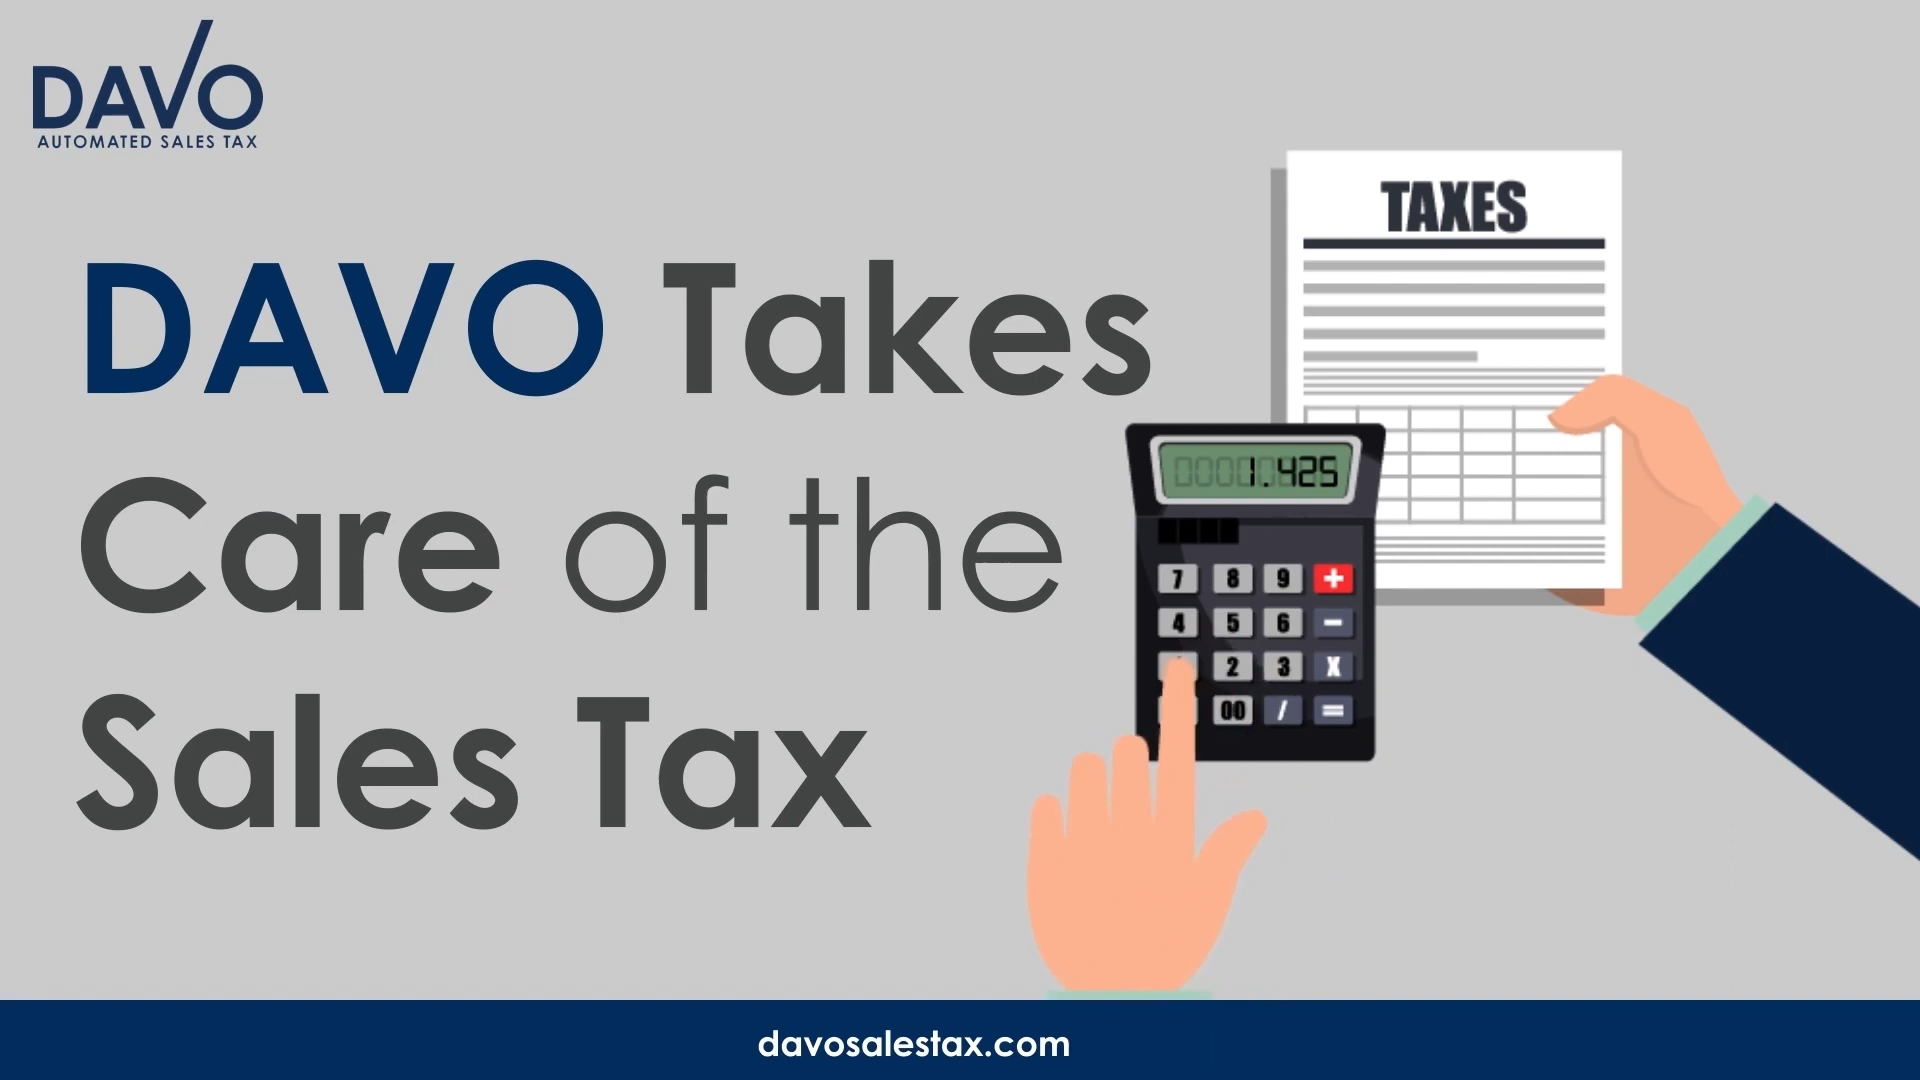 DAVO
AUTOMATED SALES TAX
DAVO Takes
Care of the
Sales Tax
TAXES
1.425
7 8 9 +
4 5 6 -
2 3 X
00 / =
davosalestax.com